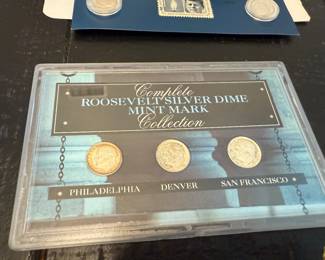 Complete
ROOSEVELT SILVER DIME
MINT MARK
Collection
PHILADELPHIA
DENVER
SAN FRANCISCO